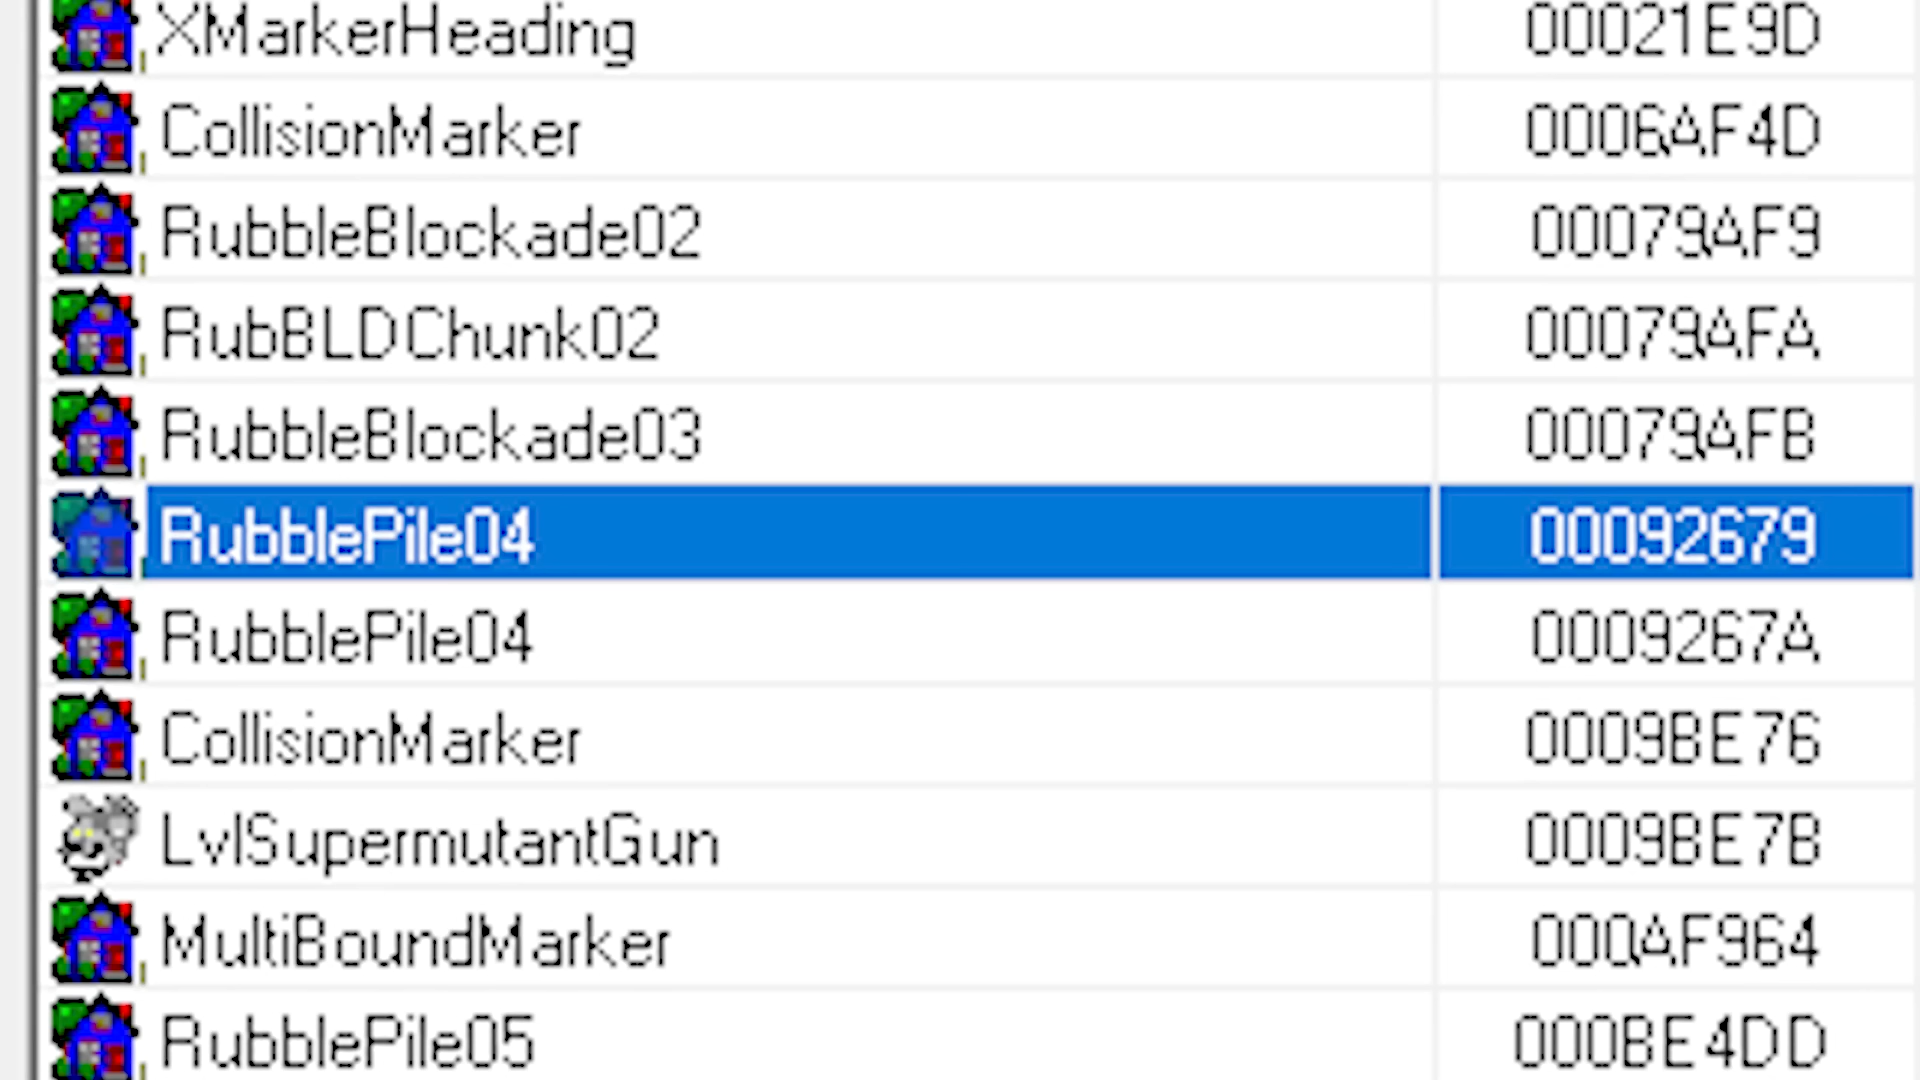 XMarkerHeading 00021E9D
CollisionMarker 0006AF4D
RubbleBlockade02 00079AF9
RubBLDChunk02 00079AFA
RubbleBlockade03 00079AFB
RubblePile04 00092679
RubblePile04 0009267A
CollisionMarker 0009BE76
LvlSupermutantGun 0009BE7B
MultiBoundMarker 000AF964
RubblePile05 000BE4DD